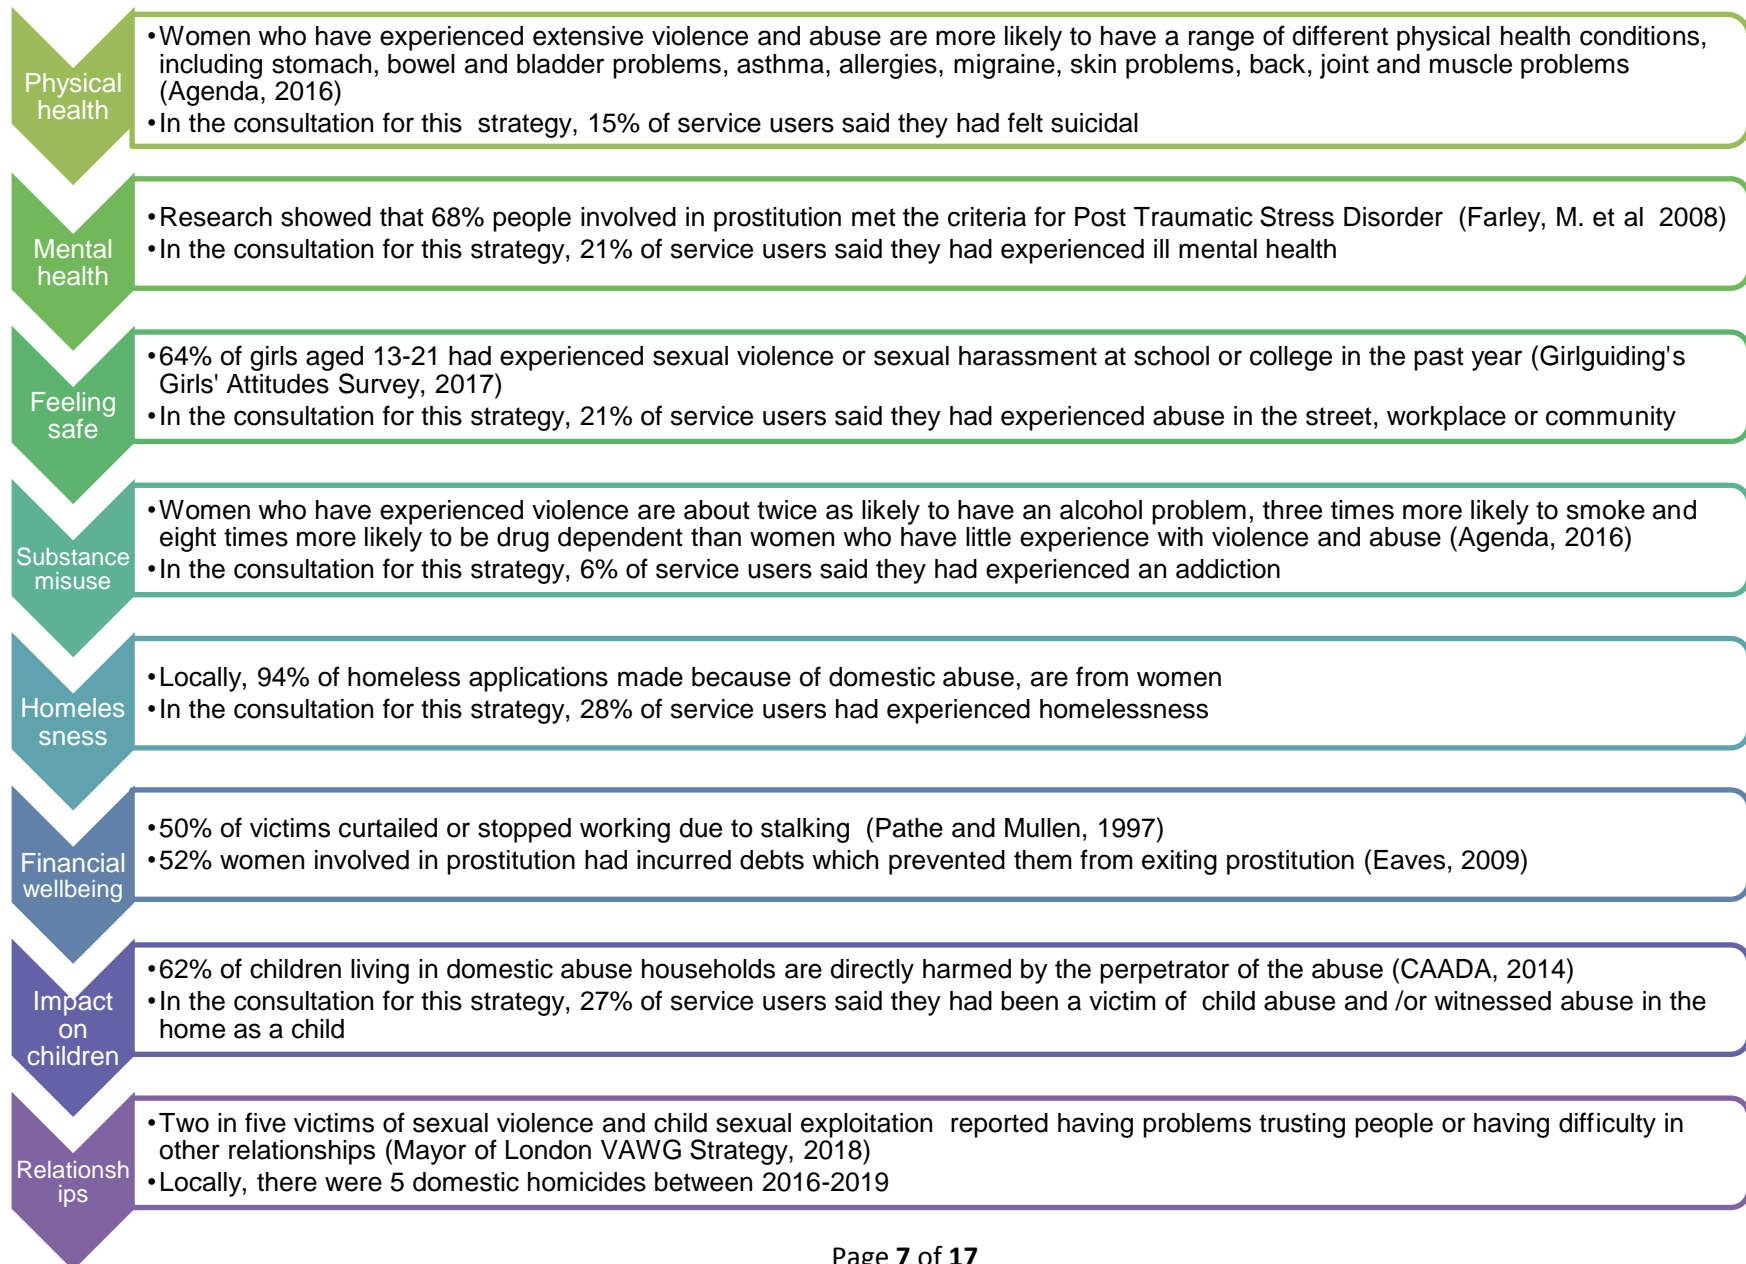 Physical
health
•Women who have experienced extensive violence and abuse are more likely to have a range of different physical health conditions,
including stomach, bowel and bladder problems, asthma, allergies, migraine, skin problems, back, joint and muscle problems
(Agenda, 2016)
•In the consultation for this  strategy, 15% of service users said they had felt suicidal
Mental
health
•Research showed that 68% people involved in prostitution met the criteria for Post Traumatic Stress Disorder  (Farley, M. et al  2008)
•In the consultation for this strategy, 21% of service users said they had experienced ill mental health
Feeling
safe
•64% of girls aged 13-21 had experienced sexual violence or sexual harassment at school or college in the past year (Girlguiding's
Girls' Attitudes Survey, 2017)
•In the consultation for this strategy, 21% of service users said they had experienced abuse in the street, workplace or community
Substance
misuse
•Women who have experienced violence are about twice as likely to have an alcohol problem, three times more likely to smoke and
eight times more likely to be drug dependent than women who have little experience with violence and abuse (Agenda, 2016)
•In the consultation for this strategy, 6% of service users said they had experienced an addiction
Homeles
sness
•Locally, 94% of homeless applications made because of domestic abuse, are from women
•In the consultation for this strategy, 28% of service users had experienced homelessness
Financial
wellbeing
•50% of victims curtailed or stopped working due to stalking  (Pathe and Mullen, 1997)
•52% women involved in prostitution had incurred debts which prevented them from exiting prostitution (Eaves, 2009)
Impact
on
children
•62% of children living in domestic abuse households are directly harmed by the perpetrator of the abuse (CAADA, 2014)
•In the consultation for this strategy, 27% of service users said they had been a victim of  child abuse and /or witnessed abuse in the
home as a child
Relationsh
ips
•Two in five victims of sexual violence and child sexual exploitation  reported having problems trusting people or having difficulty in
other relationships (Mayor of London VAWG Strategy, 2018)
•Locally, there were 5 domestic homicides between 2016-2019
Page 7 of 17